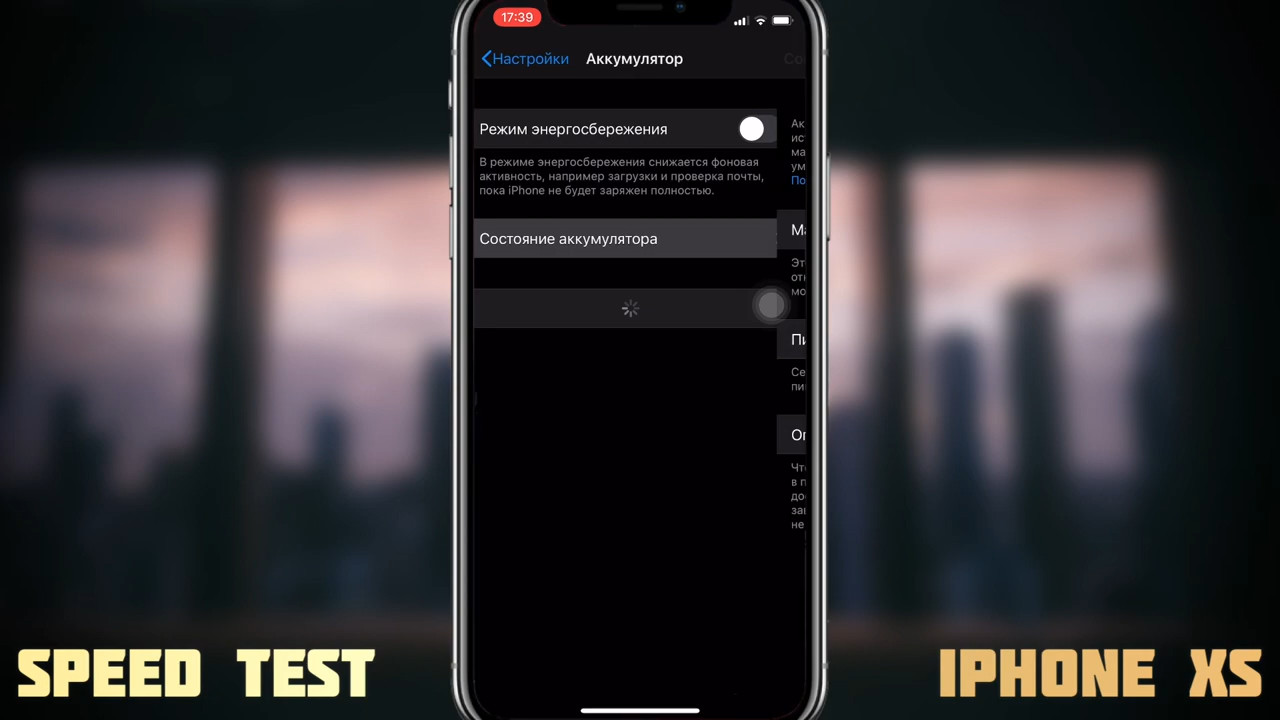 17:39
Настройки
Аккумулятор
Режим энергосбережения
В режиме энергосбережения снижается фоновая
активность, например загрузки и проверка почты,
пока iPhone не будет заряжен полностью.
Состояние аккумулятора
SPEED TEST
IPHONE XS